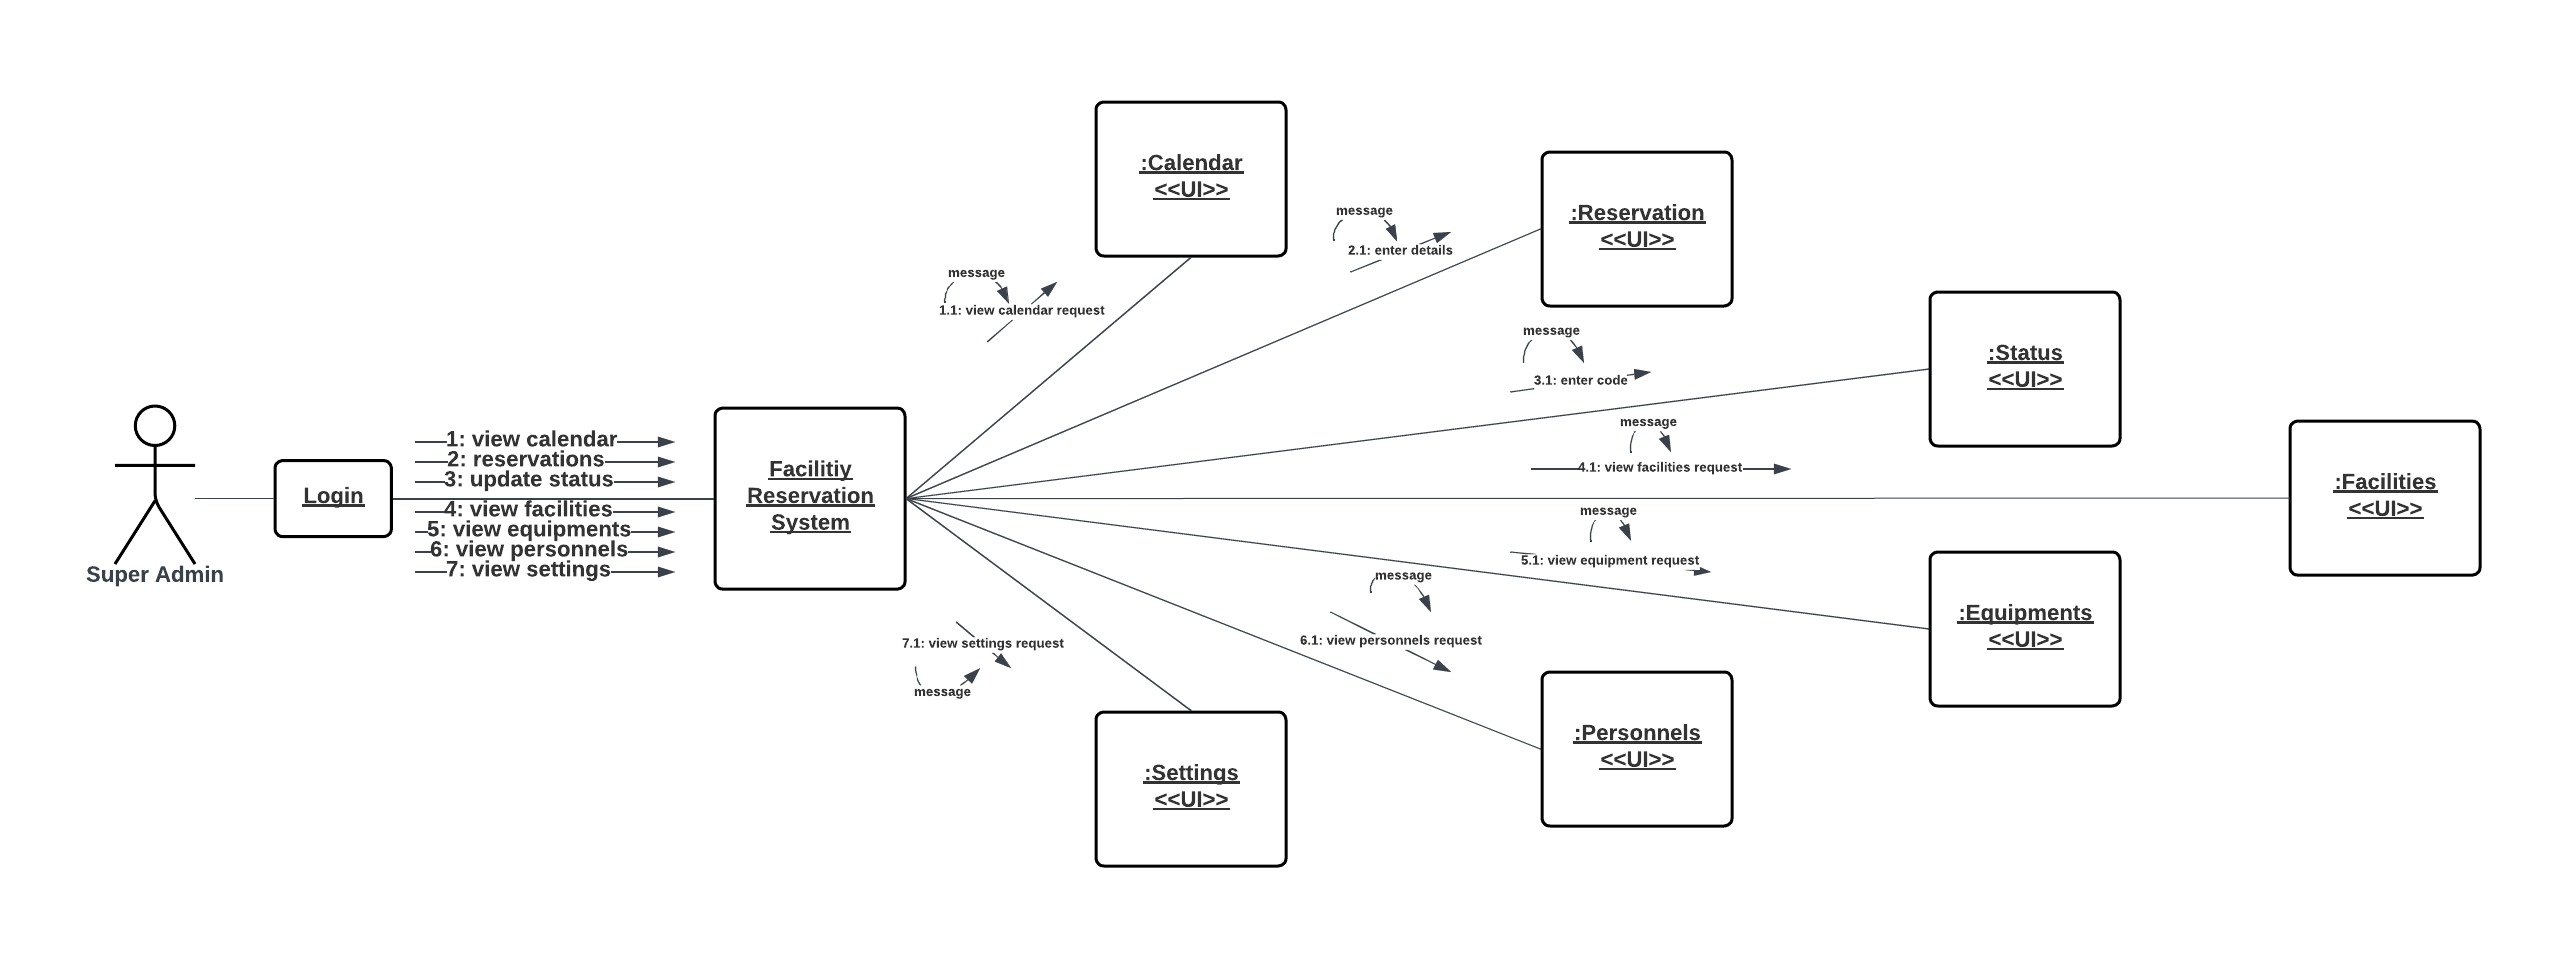 :Calendar
<<UI>>
:Reservation
<<UI>>
message
2.1: enter details
message
1.1: view calendar request
message
3.1: enter code
:Status
<<UI>>
message
4.1: view facilities request
:Facilities
<<UI>>
1: view calendar
2: reservations
3: update status
4: view facilities
5: view equipments
6: view personnels
7: view settings
Super Admin
Login
Facilitiy
Reservation
System
message
5.1: view equipment request
message
6.1: view personnels request
:Equipments
<<UI>>
7.1: view settings request
message
:Personnels
<<UI>>
:Settings
<<UI>>